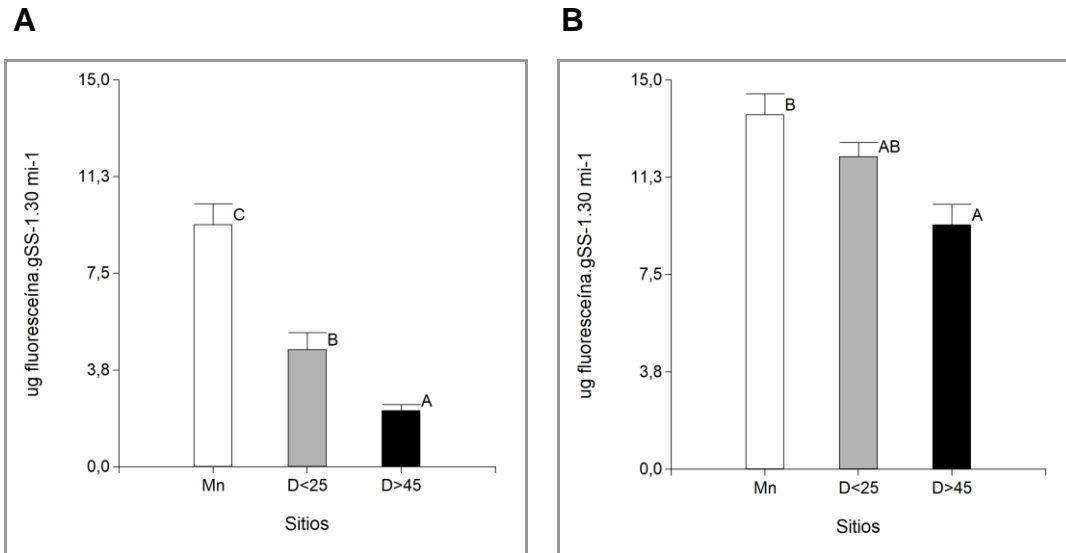 A
15,0
11,3
7,5
3,8
0,0
ug fluoresceína.gSS-1.30 mi-1
C
B
A
Mn D<25 D>45
Sitios
B
15,0
11,3
7,5
3,8
0,0
ug fluoresceína.gSS-1.30 mi-1
B
AB
A
Mn D<25 D>45
Sitios